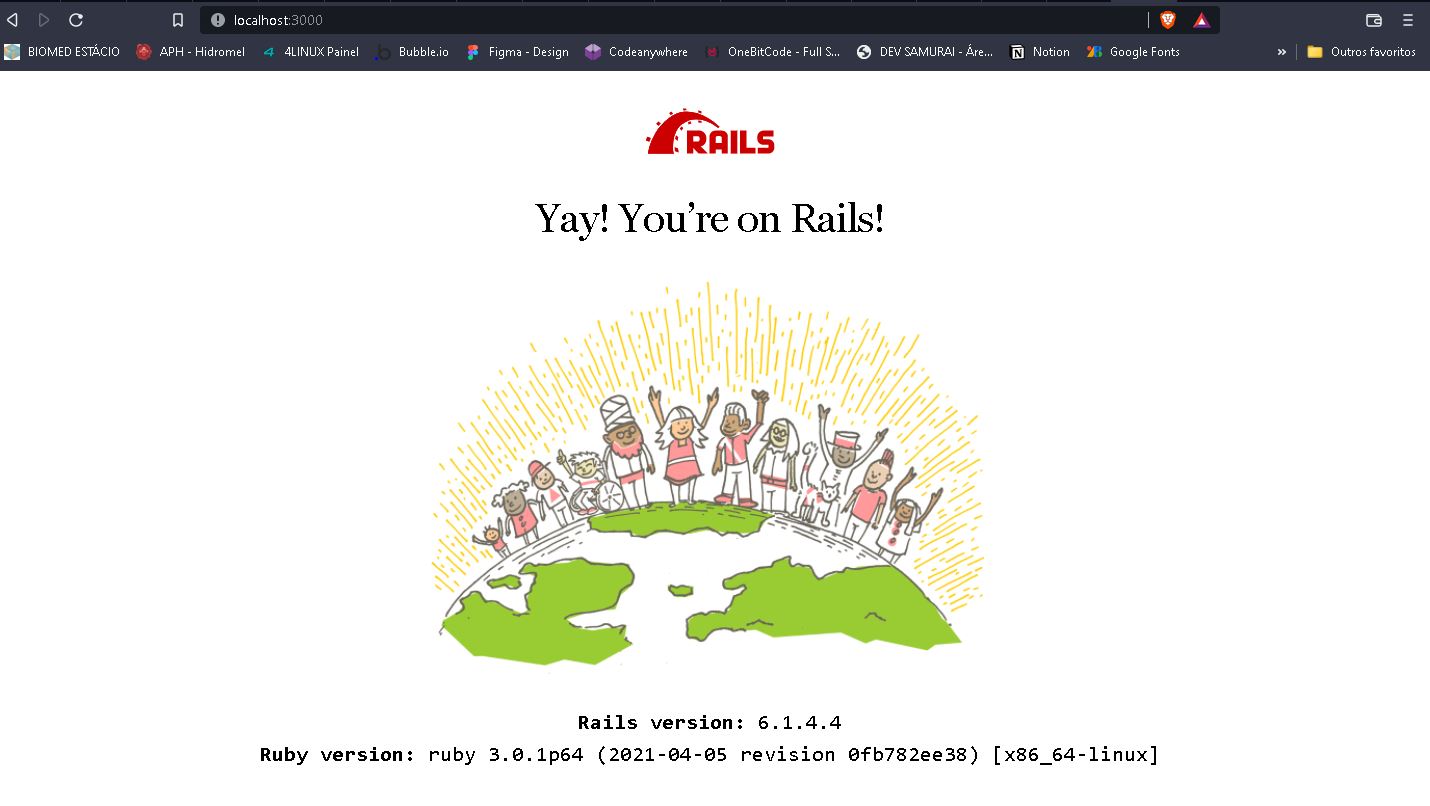 localhost:3000
BIOMED ESTÁCIO APH - Hidromel 4LINUX Painel Bubble.io Figma - Design Codeanywhere OneBitCode - Full S... DEV SAMURAI - Áre... Notion Google Fonts » Outros favoritos
RAILS
Yay! You’re on Rails!
Rails version: 6.1.4.4
Ruby version: ruby 3.0.1p64 (2021-04-05 revision 0fb782ee38) [x86_64-linux]